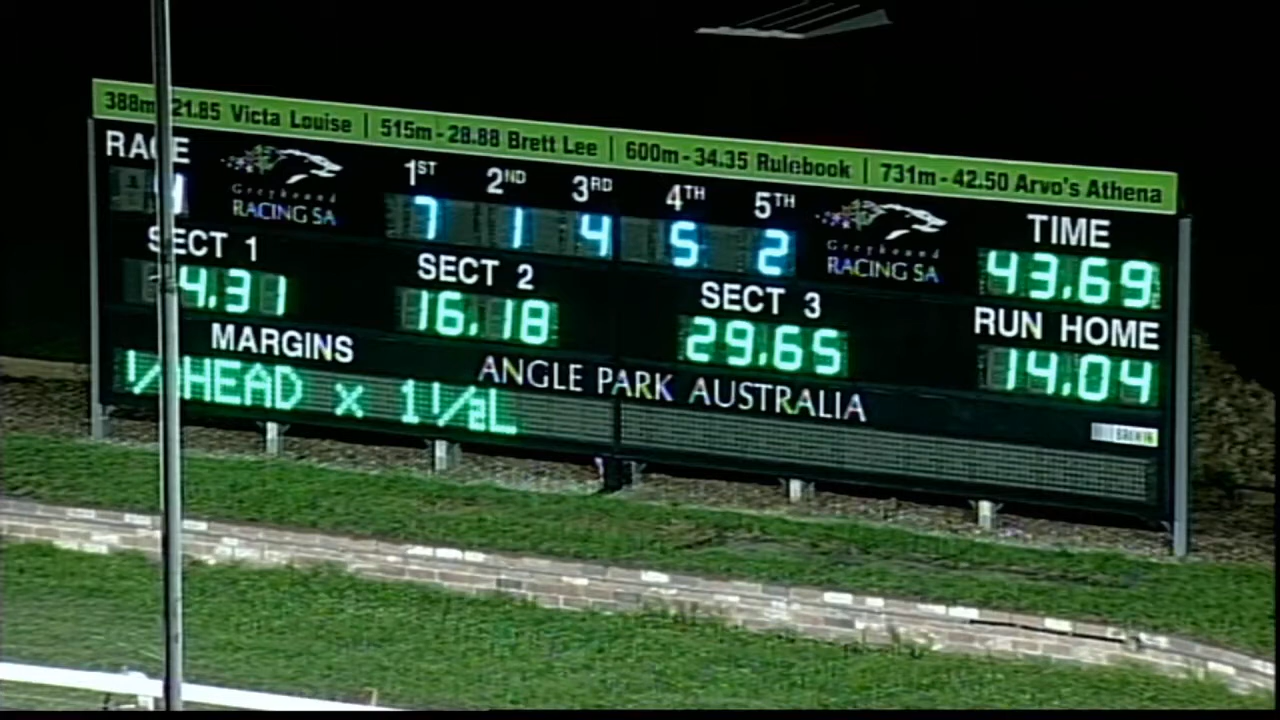 388m 21.85 Victa Louise | 515m - 28.88 Brett Lee | 600m - 34.35 Rulebook | 731m - 42.50 Arvo's Athena
RACE 1ST 2ND 3RD 4TH 5TH TIME
Greyhound RACING SA 7 1 4 5 2 Greyhound RACING SA 43.69
SECT 1 SECT 2 SECT 3 RUN HOME
4.31 16.18 29.65 14.04
MARGINS ANGLE PARK AUSTRALIA
HEAD x 1 1/2L